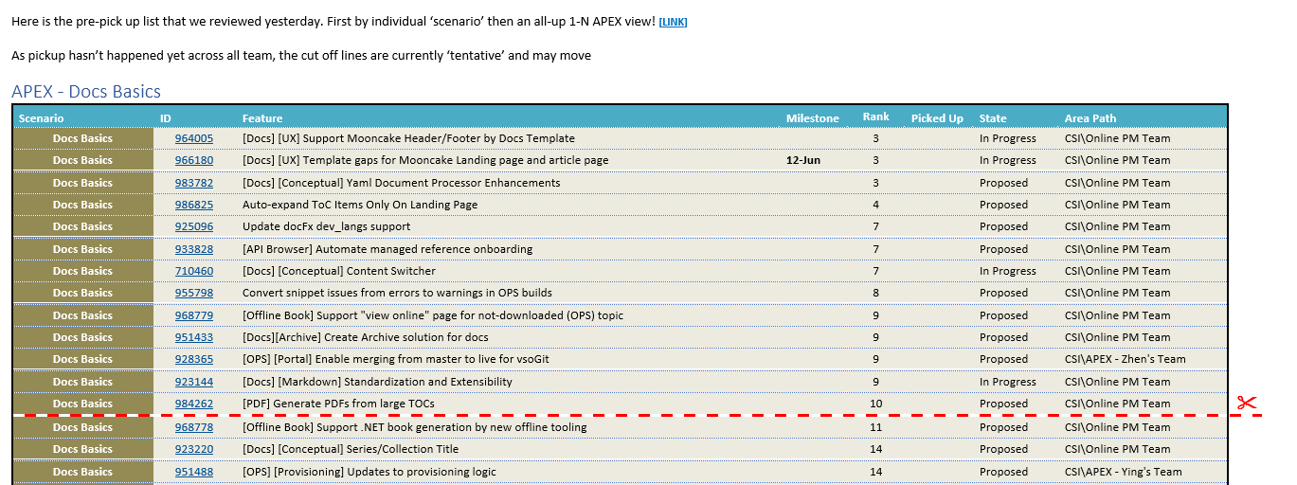 Here is the pre-pick up list that we reviewed yesterday. First by individual ‘scenario’ then an all-up 1-N APEX view! [LINK]
As pickup hasn’t happened yet across all team, the cut off lines are currently ‘tentative’ and may move
APEX - Docs Basics
Scenario ID Feature Milestone Rank Picked Up State Area Path
Docs Basics 964005 [Docs] [UX] Support Mooncake Header/Footer by Docs Template 3 In Progress CSI\Online PM Team
Docs Basics 966180 [Docs] [UX] Template gaps for Mooncake Landing page and article page 12-Jun 3 In Progress CSI\Online PM Team
Docs Basics 983782 [Docs] [Conceptual] Yaml Document Processor Enhancements 3 Proposed CSI\Online PM Team
Docs Basics 986825 Auto-expand ToC Items Only On Landing Page 4 Proposed CSI\Online PM Team
Docs Basics 925096 Update docFx dev_langs support 7 Proposed CSI\Online PM Team
Docs Basics 933828 [API Browser] Automate managed reference onboarding 7 Proposed CSI\Online PM Team
Docs Basics 710460 [Docs] [Conceptual] Content Switcher 7 In Progress CSI\Online PM Team
Docs Basics 955798 Convert snippet issues from errors to warnings in OPS builds 8 Proposed CSI\Online PM Team
Docs Basics 968779 [Offline Book] Support "view online" page for not-downloaded (OPS) topic 9 Proposed CSI\Online PM Team
Docs Basics 951433 [Docs][Archive] Create Archive solution for docs 9 Proposed CSI\Online PM Team
Docs Basics 928365 [OPS] [Portal] Enable merging from master to live for vsoGit 9 Proposed CSI\APEX - Zhen's Team
Docs Basics 923144 [Docs] [Markdown] Standardization and Extensibility 9 In Progress CSI\Online PM Team
Docs Basics 984262 [PDF] Generate PDFs from large TOCs 10 Proposed CSI\Online PM Team
Docs Basics 968778 [Offline Book] Support .NET book generation by new offline tooling 11 Proposed CSI\Online PM Team
Docs Basics 923220 [Docs] [Conceptual] Series/Collection Title 14 Proposed CSI\Online PM Team
Docs Basics 951488 [OPS] [Provisioning] Updates to provisioning logic 14 Proposed CSI\APEX - Ying's Team